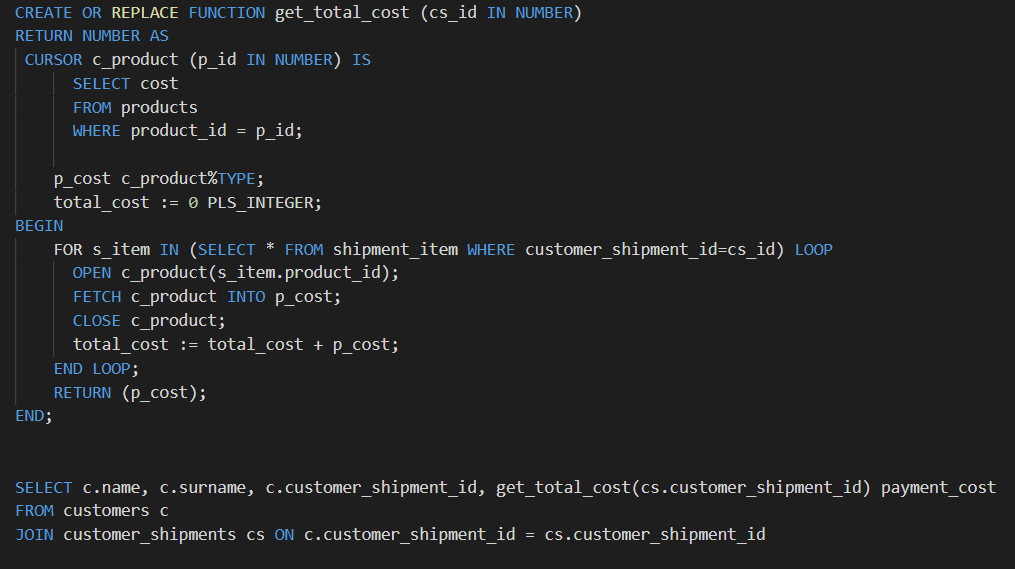 CREATE OR REPLACE FUNCTION get_total_cost (cs_id IN NUMBER)
RETURN NUMBER AS
CURSOR c_product (p_id IN NUMBER) IS
SELECT cost
FROM products
WHERE product_id = p_id;
p_cost c_product%TYPE;
total_cost := 0 PLS_INTEGER;
BEGIN
FOR s_item IN (SELECT * FROM shipment_item WHERE customer_shipment_id=cs_id) LOOP
OPEN c_product(s_item.product_id);
FETCH c_product INTO p_cost;
CLOSE c_product;
total_cost := total_cost + p_cost;
END LOOP;
RETURN (p_cost);
END;
SELECT c.name, c.surname, c.customer_shipment_id, get_total_cost(cs.customer_shipment_id) payment_cost
FROM customers c
JOIN customer_shipments cs ON c.customer_shipment_id = cs.customer_shipment_id